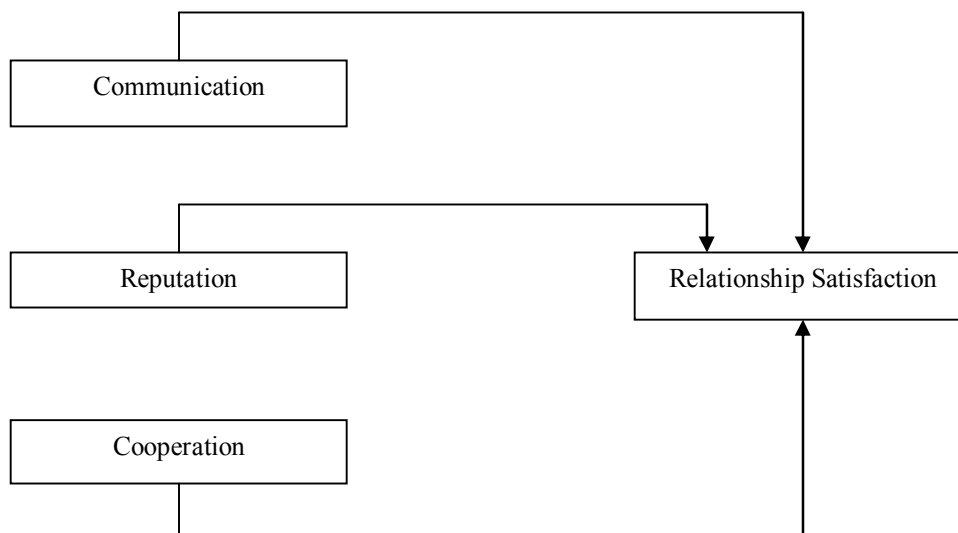 Communication
Reputation
Relationship Satisfaction
Cooperation